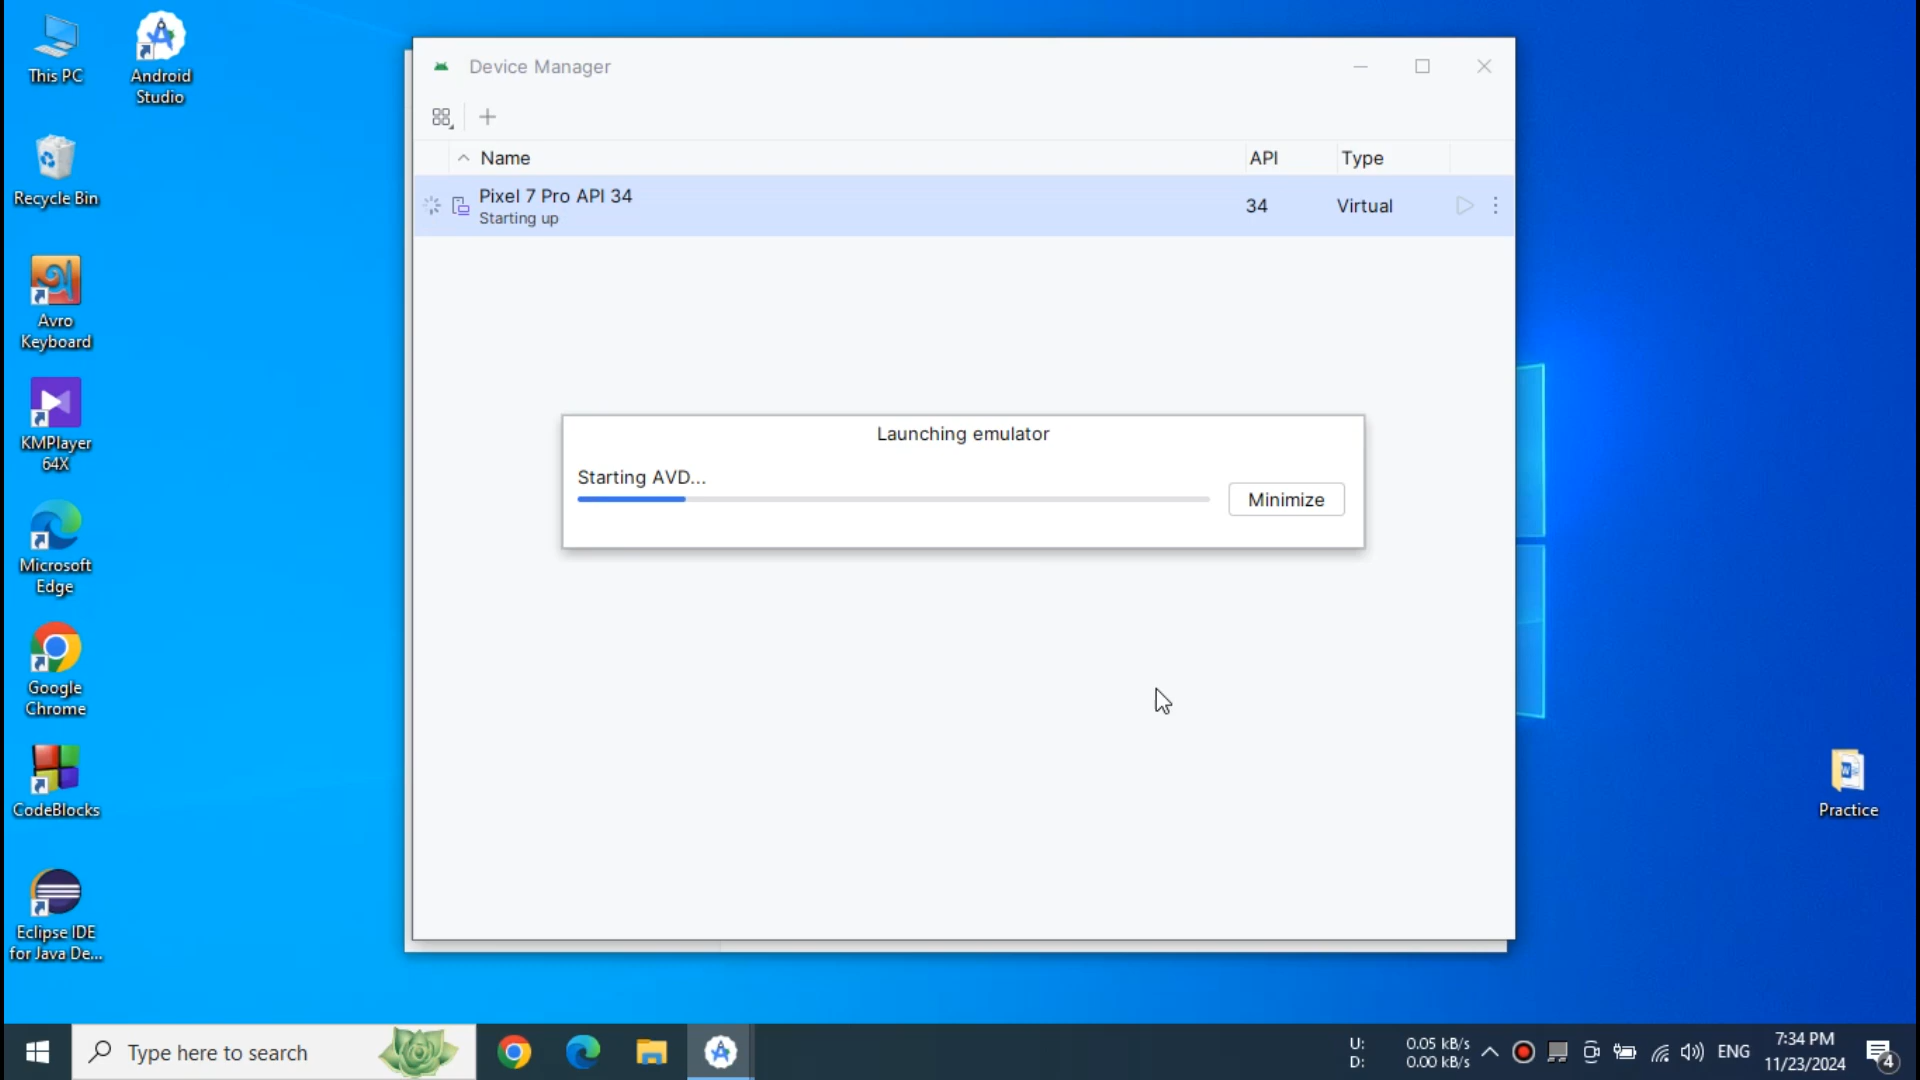 This PC
Android
Studio
Recycle Bin
Avro
Keyboard
KMPlayer
64X
Microsoft
Edge
Google
Chrome
CodeBlocks
Eclipse IDE
for Java De...
Device Manager
Name
API
Type
Pixel 7 Pro API 34
Starting up
34
Virtual
Launching emulator
Starting AVD...
Minimize
Practice
Type here to search
U: 0.05 kB/s
D: 0.00 kB/s
ENG
7:34 PM
11/23/2024
4